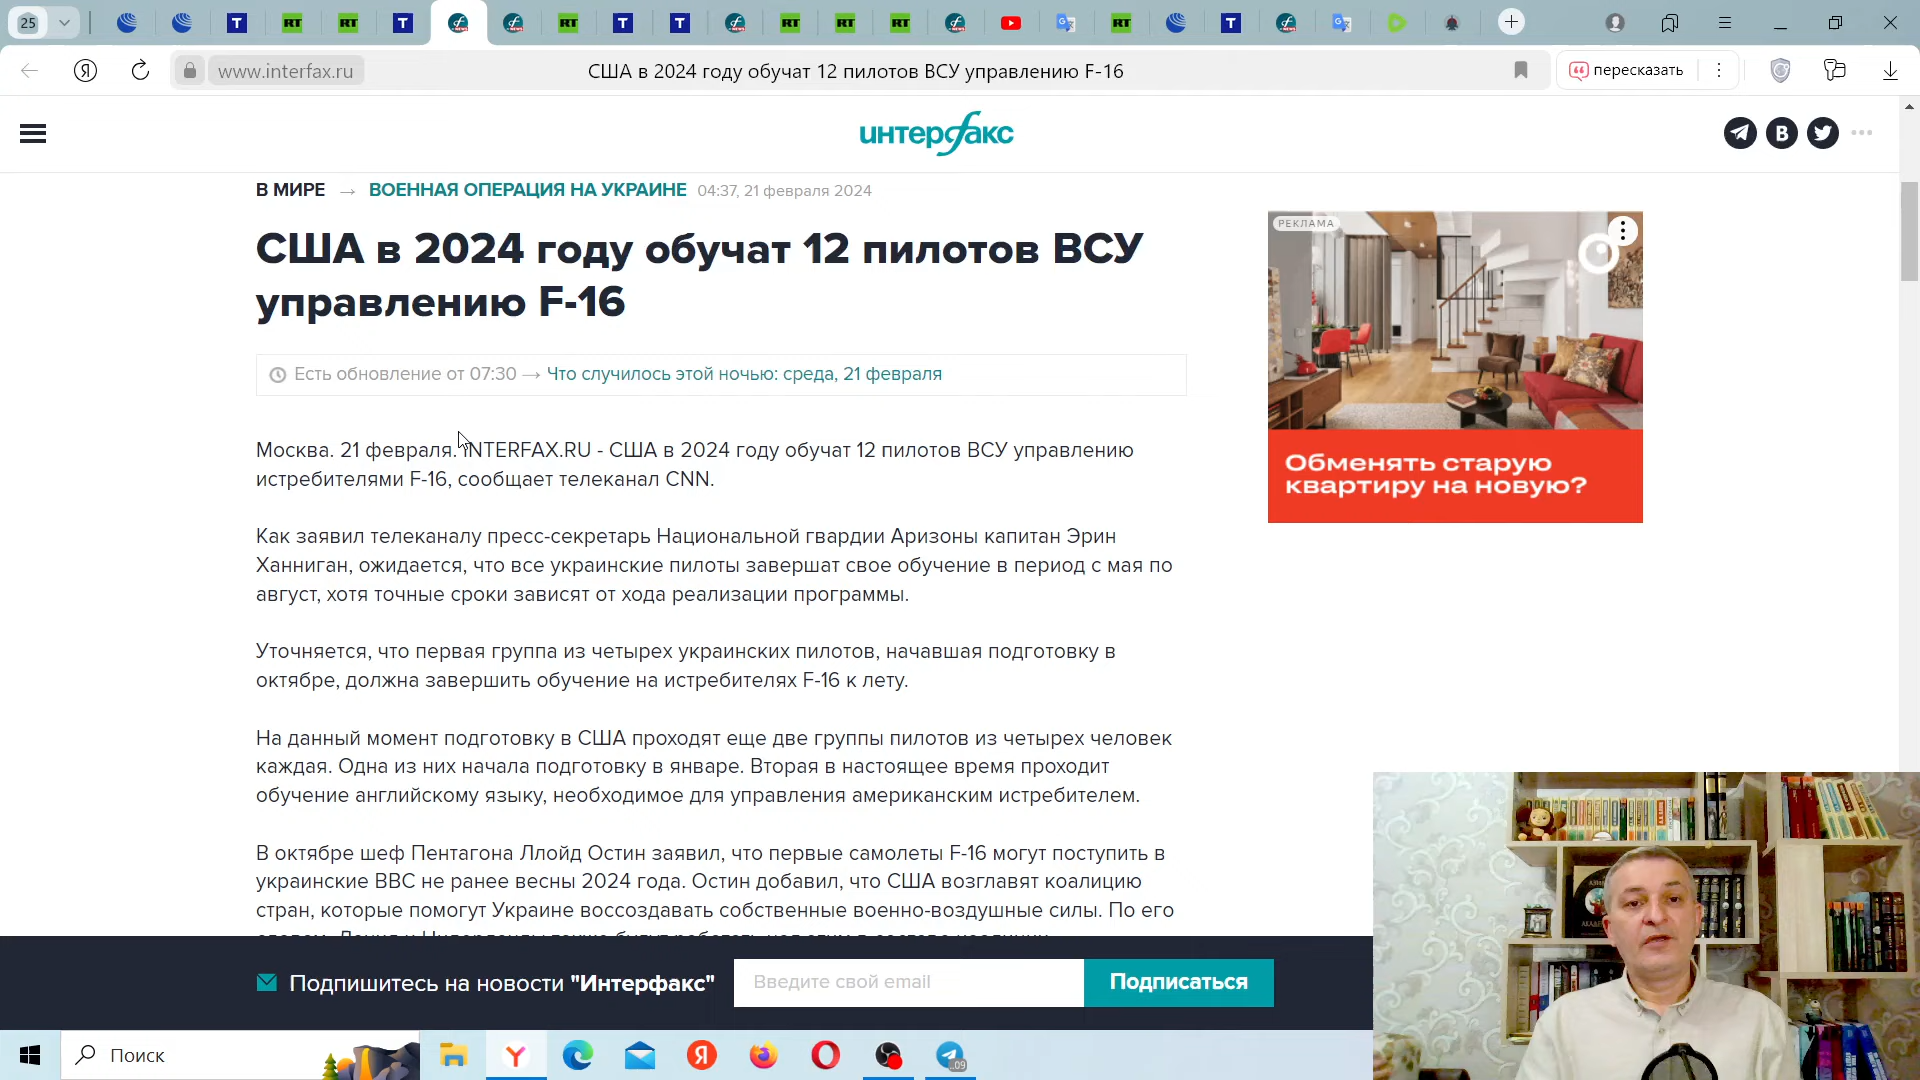 25
www.interfax.ru
США в 2024 году обучат 12 пилотов ВСУ управлению F-16
пересказать
интерфакс
В МИРЕ → ВОЕННАЯ ОПЕРАЦИЯ НА УКРАИНЕ 04:37, 21 февраля 2024
США в 2024 году обучат 12 пилотов ВСУ
управлению F-16
Есть обновление от 07:30 → Что случилось этой ночью: среда, 21 февраля
Москва. 21 февраля. INTERFAX.RU - США в 2024 году обучат 12 пилотов ВСУ управлению
истребителями F-16, сообщает телеканал CNN.
Как заявил телеканалу пресс-секретарь Национальной гвардии Аризоны капитан Эрин
Ханниган, ожидается, что все украинские пилоты завершат свое обучение в период с мая по
август, хотя точные сроки зависят от хода реализации программы.
Уточняется, что первая группа из четырех украинских пилотов, начавшая подготовку в
октябре, должна завершить обучение на истребителях F-16 к лету.
На данный момент подготовку в США проходят еще две группы пилотов из четырех человек
каждая. Одна из них начала подготовку в январе. Вторая в настоящее время проходит
обучение английскому языку, необходимое для управления американским истребителем.
В октябре шеф Пентагона Ллойд Остин заявил, что первые самолеты F-16 могут поступить в
украинские ВВС не ранее весны 2024 года. Остин добавил, что США возглавят коалицию
стран, которые помогут Украине воссоздавать собственные военно-воздушные силы. По его
РЕКЛАМА
Обменять старую
квартиру на новую?
Подпишитесь на новости "Интерфакс"
Введите свой email
Подписаться
Поиск